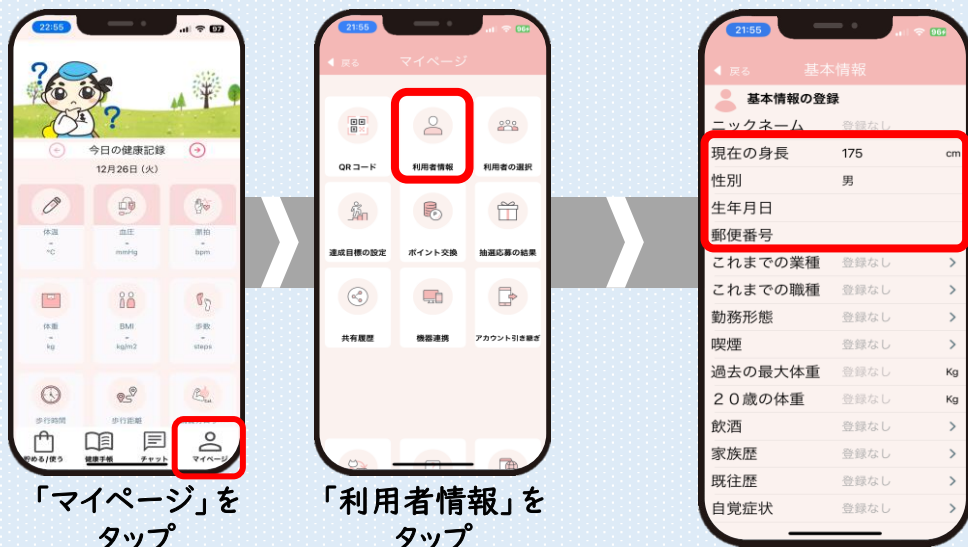 22:55
97
?
?
今日の健康記録
12月26日 (火)
体温
-
℃
血圧
-
mmHg
脈拍
-
bpm
体重
-
kg
BMI
-
kg/m2
歩数
-
steps
歩行時間
歩行距離
貯める/使う
健康手帳
チャット
マイページ
「マイページ」を
タップ
21:55
96
戻る
マイページ
QRコード
利用者情報
利用者の選択
達成目標の設定
ポイント交換
抽選応募の結果
共有履歴
機器連携
アカウント引き継ぎ
「利用者情報」を
タップ
21:55
96
戻る
基本情報
基本情報の登録
ニックネーム 登録なし
現在の身長 175 cm
性別 男
生年月日
郵便番号
これまでの業種 登録なし
これまでの職種 登録なし
勤務形態 登録なし
喫煙 登録なし
過去の最大体重 登録なし Kg
20歳の体重 登録なし Kg
飲酒 登録なし
家族歴 登録なし
既往歴 登録なし
自覚症状 登録なし